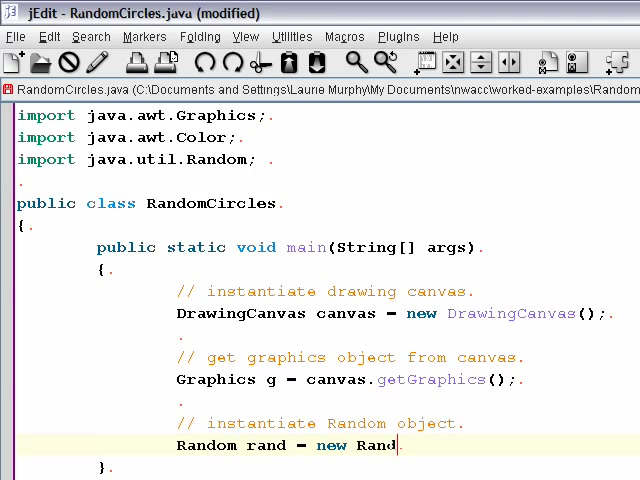 jEdit - RandomCircles.java (modified)
File Edit Search Markers Folding View Utilities Macros Plugins Help
RandomCircles.java (C:\Documents and Settings\Laurie Murphy\My Documents\nwacc\worked-examples\Random
import java.awt.Graphics;.
import java.awt.Color;.
import java.util.Random; .
.
public class RandomCircles.
{.
public static void main(String[] args).
{.
// instantiate drawing canvas.
DrawingCanvas canvas = new DrawingCanvas();.
.
// get graphics object from canvas.
Graphics g = canvas.getGraphics();.
.
// instantiate Random object.
Random rand = new Rand.
}.